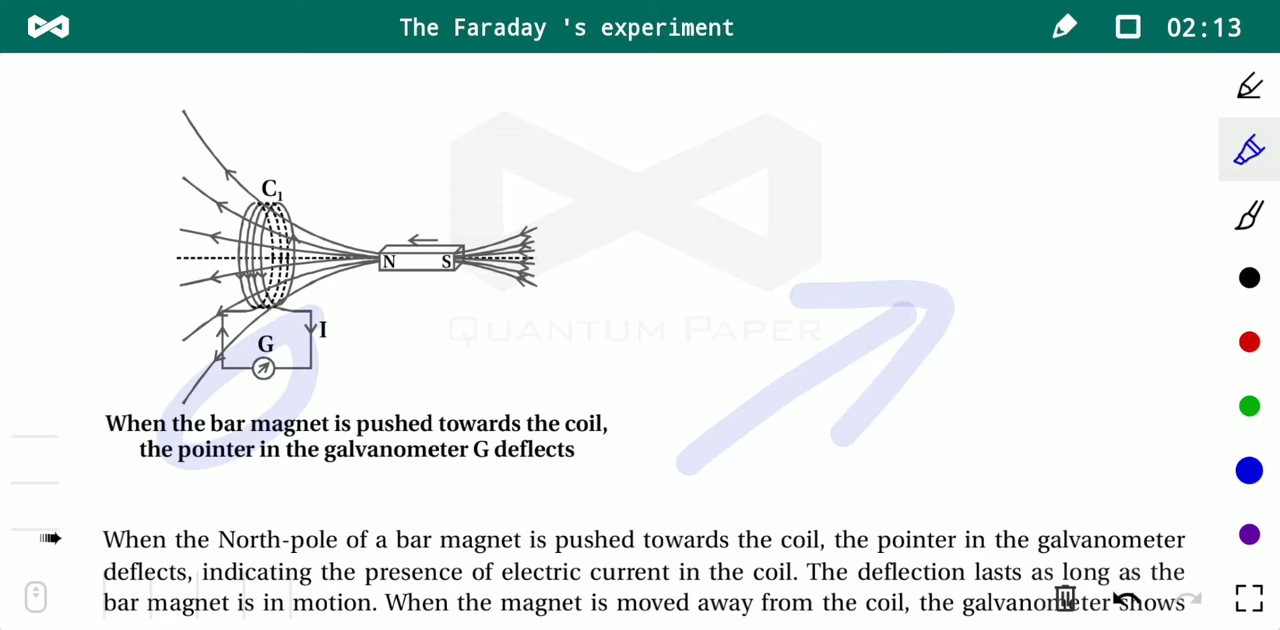 The Faraday 's experiment
02:13
C1
N S
I
G
QUANTUM PAPER
When the bar magnet is pushed towards the coil,
the pointer in the galvanometer G deflects
When the North-pole of a bar magnet is pushed towards the coil, the pointer in the galvanometer
deflects, indicating the presence of electric current in the coil. The deflection lasts as long as the
bar magnet is in motion. When the magnet is moved away from the coil, the galvanometer shows